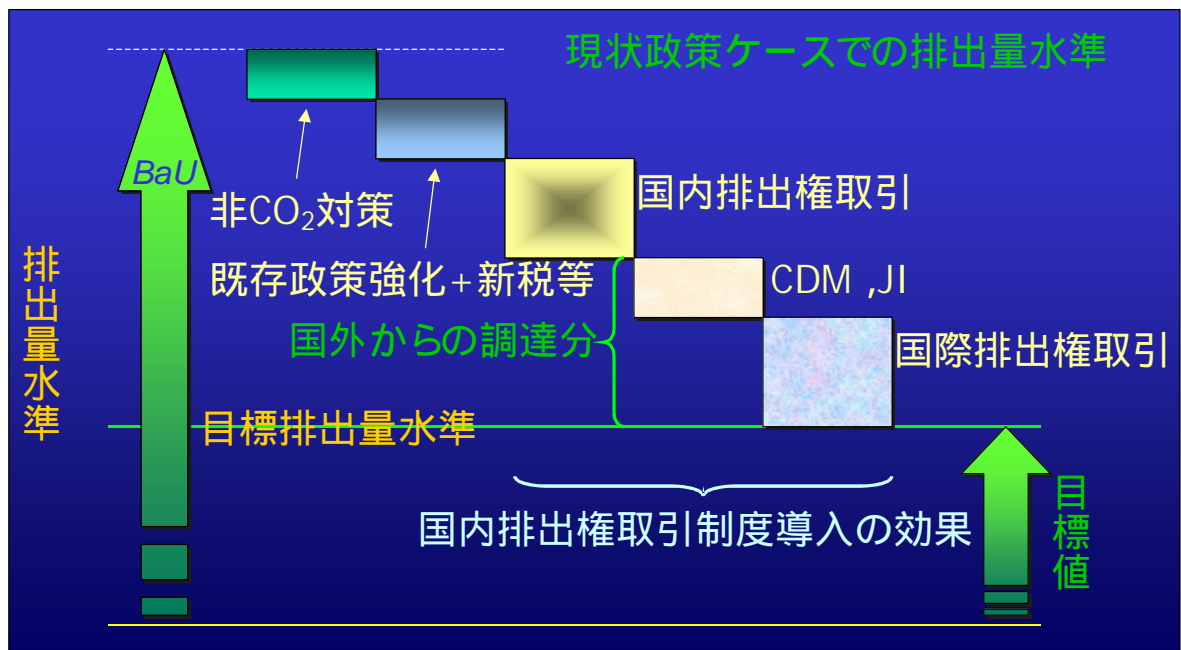 現状政策ケースでの排出量水準
BaU
非CO₂対策
国内排出権取引
既存政策強化+新税等
CDM ,JI
国外からの調達分
国際排出権取引
排出量水準
目標排出量水準
国内排出権取引制度導入の効果
目標値